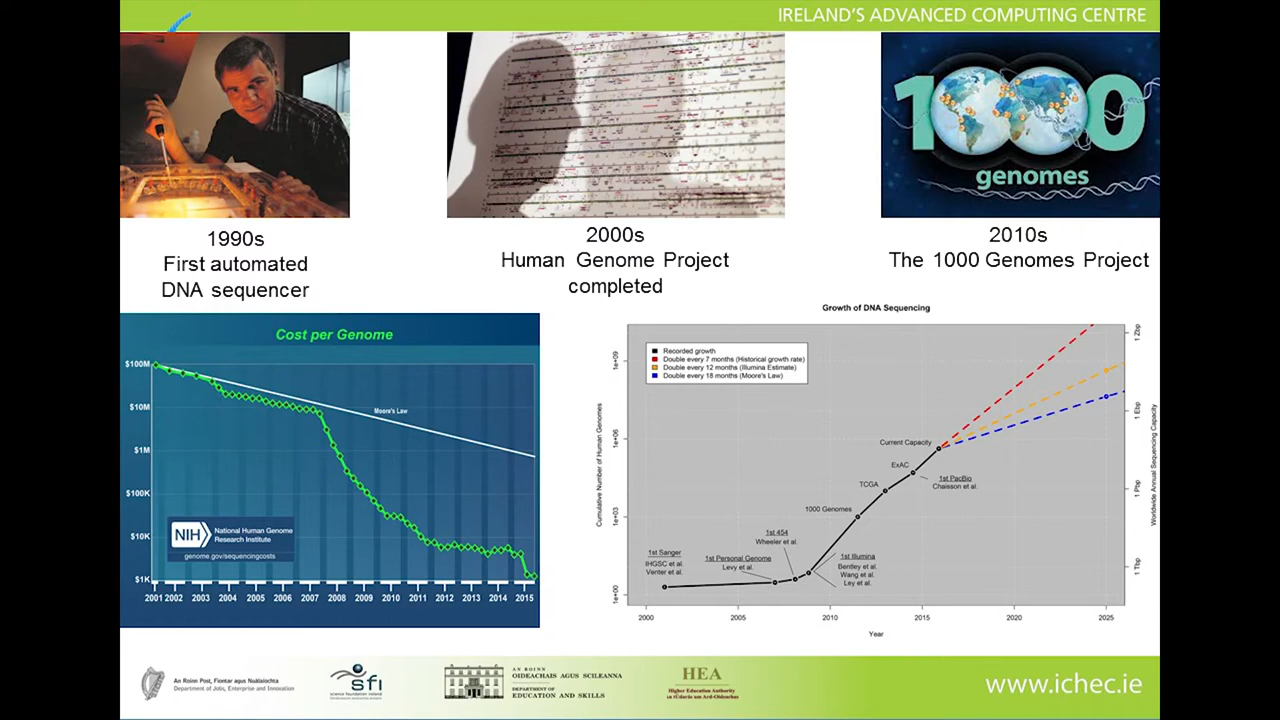 IRELAND'S ADVANCED COMPUTING CENTRE
1000
genomes
1990s
First automated
DNA sequencer
2000s
Human Genome Project
completed
2010s
The 1000 Genomes Project
Cost per Genome
$100M
$10M
$1M
$100K
$10K
$1K
Moore's Law
NIH
National Human Genome
Research Institute
genome.gov/sequencingcosts
2001 2002 2003 2004 2005 2006 2007 2008 2009 2010 2011 2012 2013 2014 2015
Growth of DNA Sequencing
Recorded growth
Double every 7 months (Historical growth rate)
Double every 12 months (Illumina Estimate)
Double every 18 months (Moore's Law)
Cumulative Number of Human Genomes
1e+09
1e+06
1e+03
1e+00
Worldwide Annual Sequencing Capacity
1 Zbp
1 Ebp
1 Pbp
1 Tbp
Current Capacity
ExAC
1st PacBio
Chaisson et al.
TCGA
1000 Genomes
1st 454
Wheeler et al.
1st Sanger
IHGSC et al.
Venter et al.
1st Personal Genome
Levy et al.
1st Illumina
Bentley et al.
Wang et al.
Ley et al.
2000 2005 2010 2015 2020 2025
Year
An Roinn Post, Fiontar agus Nuálaíochta
Department of Jobs, Enterprise and Innovation
sfi
science foundation ireland
AN ROINN
OIDEACHAIS AGUS SCILEANNA
DEPARTMENT OF
EDUCATION AND SKILLS
HEA
Higher Education Authority
An tÚdarás um Ard-Oideachas
www.ichec.ie